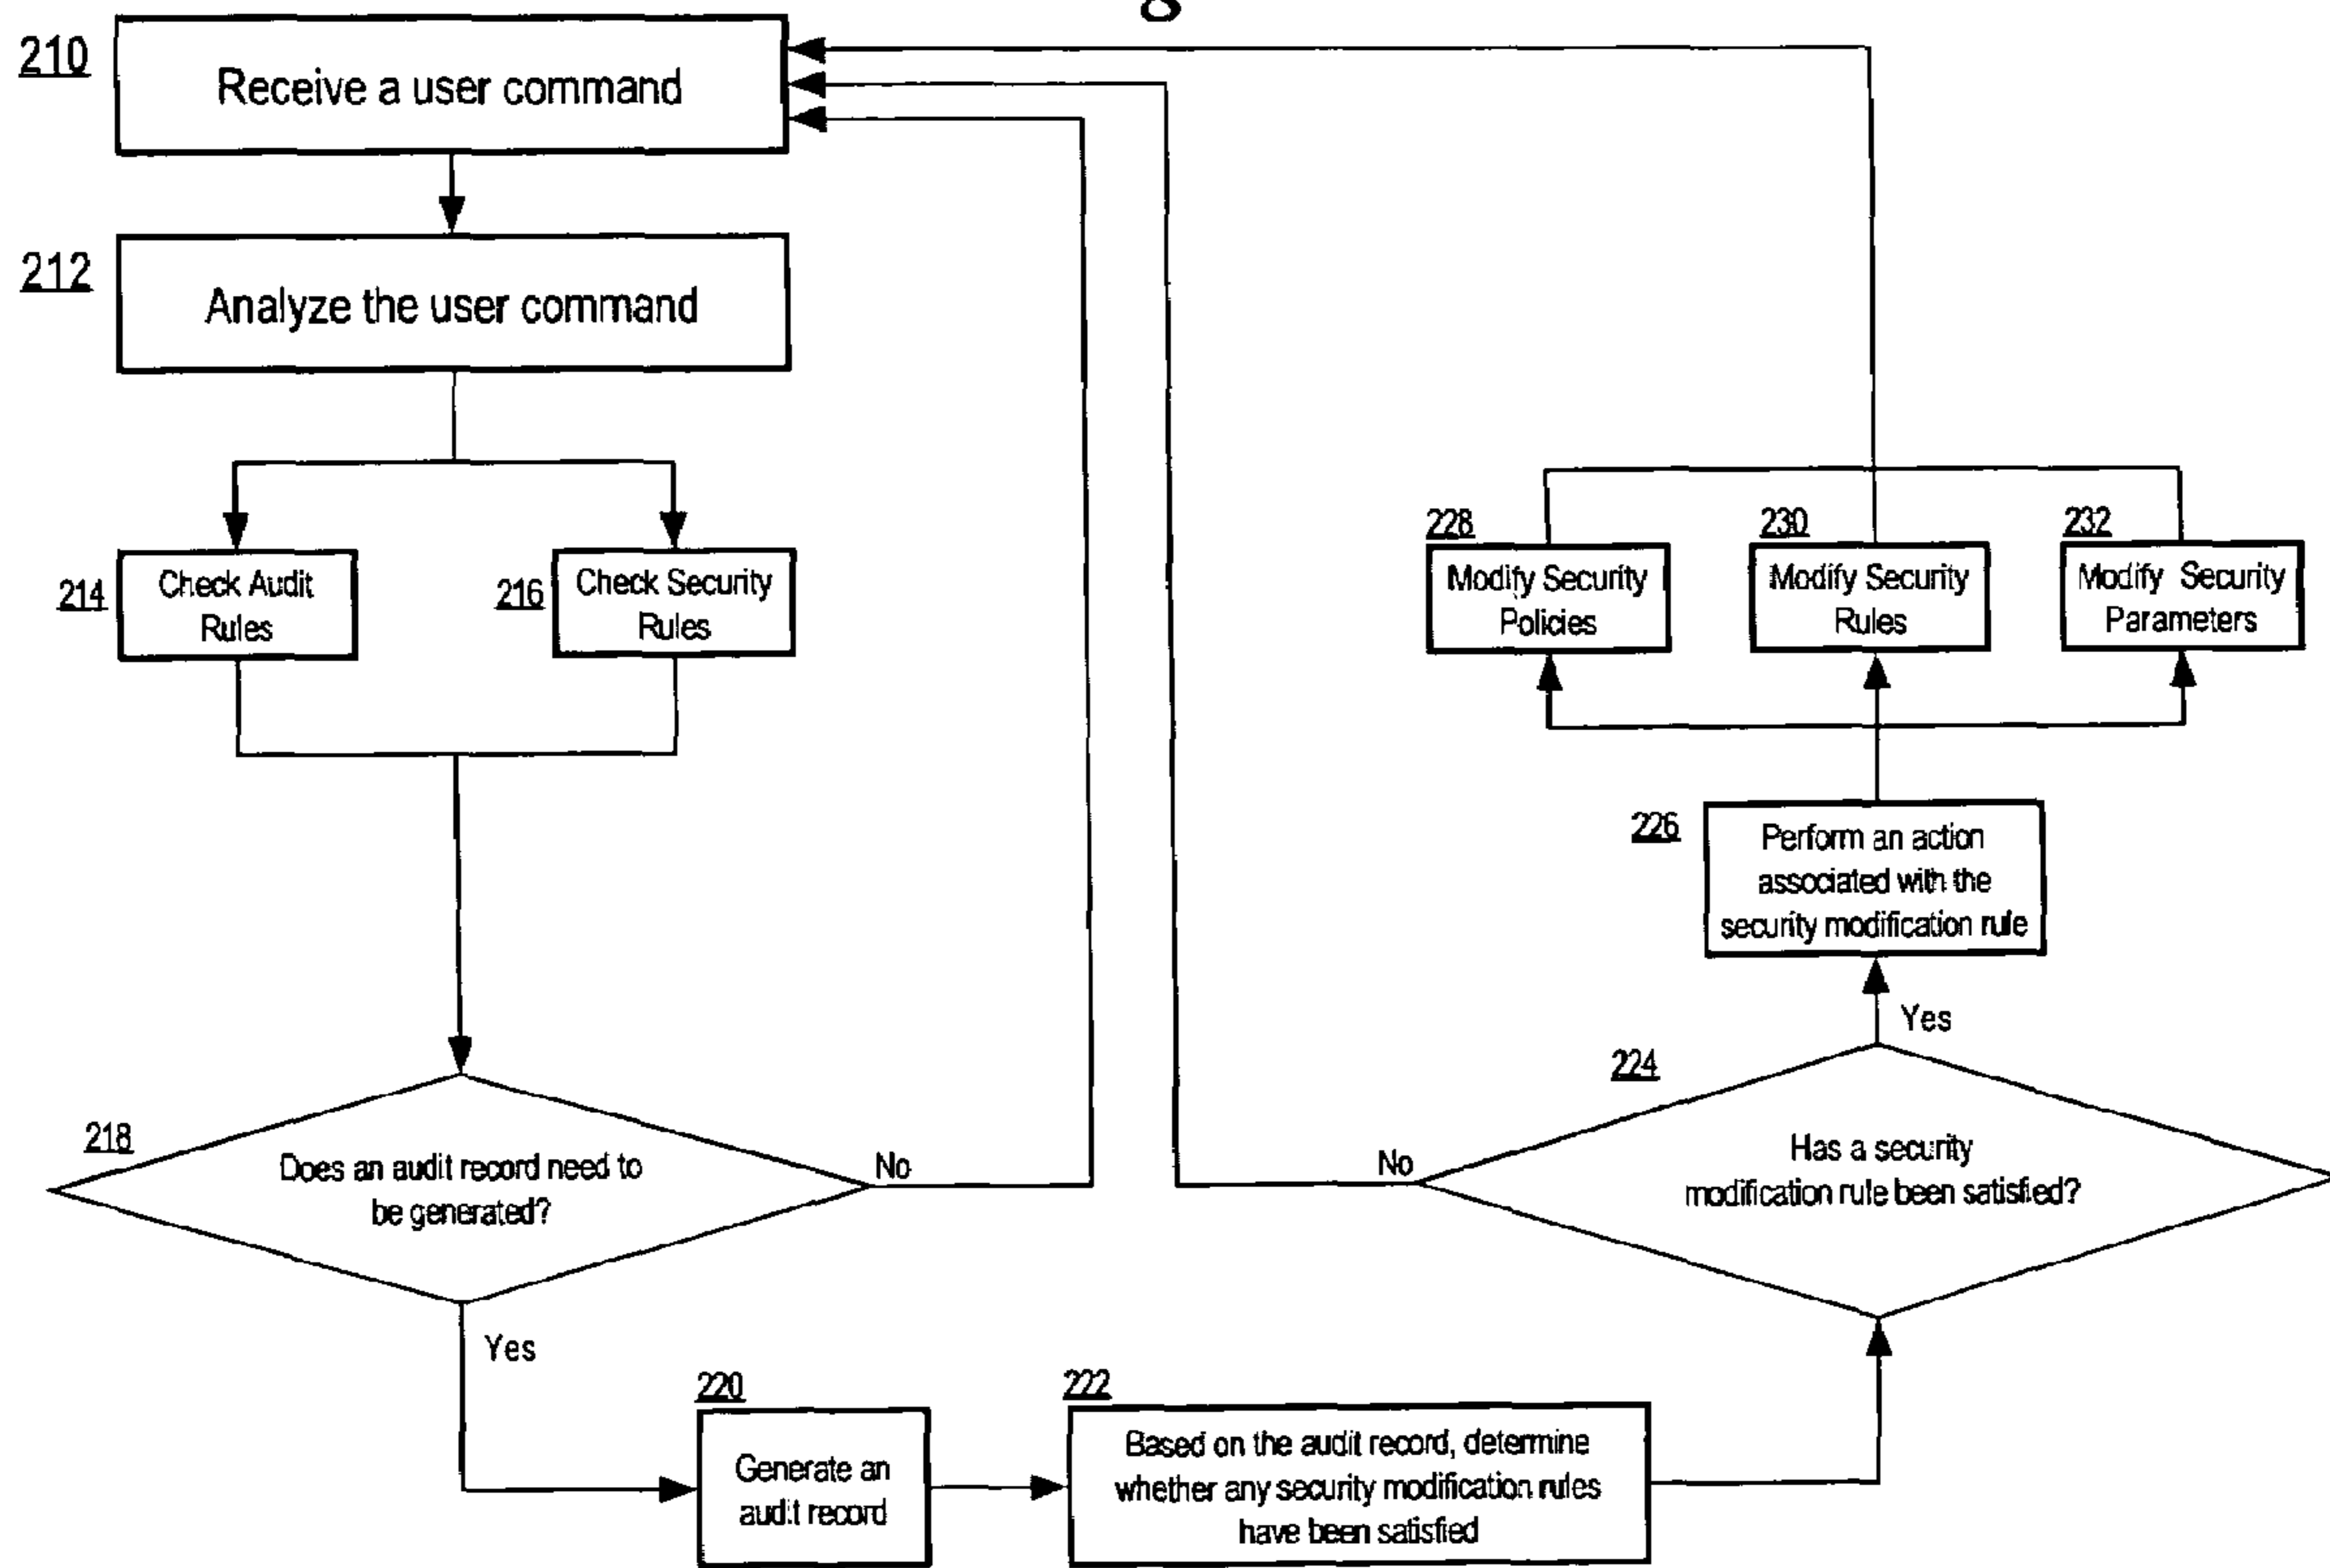 210
Receive a user command
212
Analyze the user command
214
Check Audit
Rules
216
Check Security
Rules
218
Does an audit record need to
be generated?
No
Yes
220
Generate an
audit record
222
Based on the audit record, determine
whether any security modification rules
have been satisfied
224
Has a security
modification rule been satisfied?
No
Yes
226
Perform an action
associated with the
security modification rule
228
Modify Security
Policies
230
Modify Security
Rules
232
Modify Security
Parameters